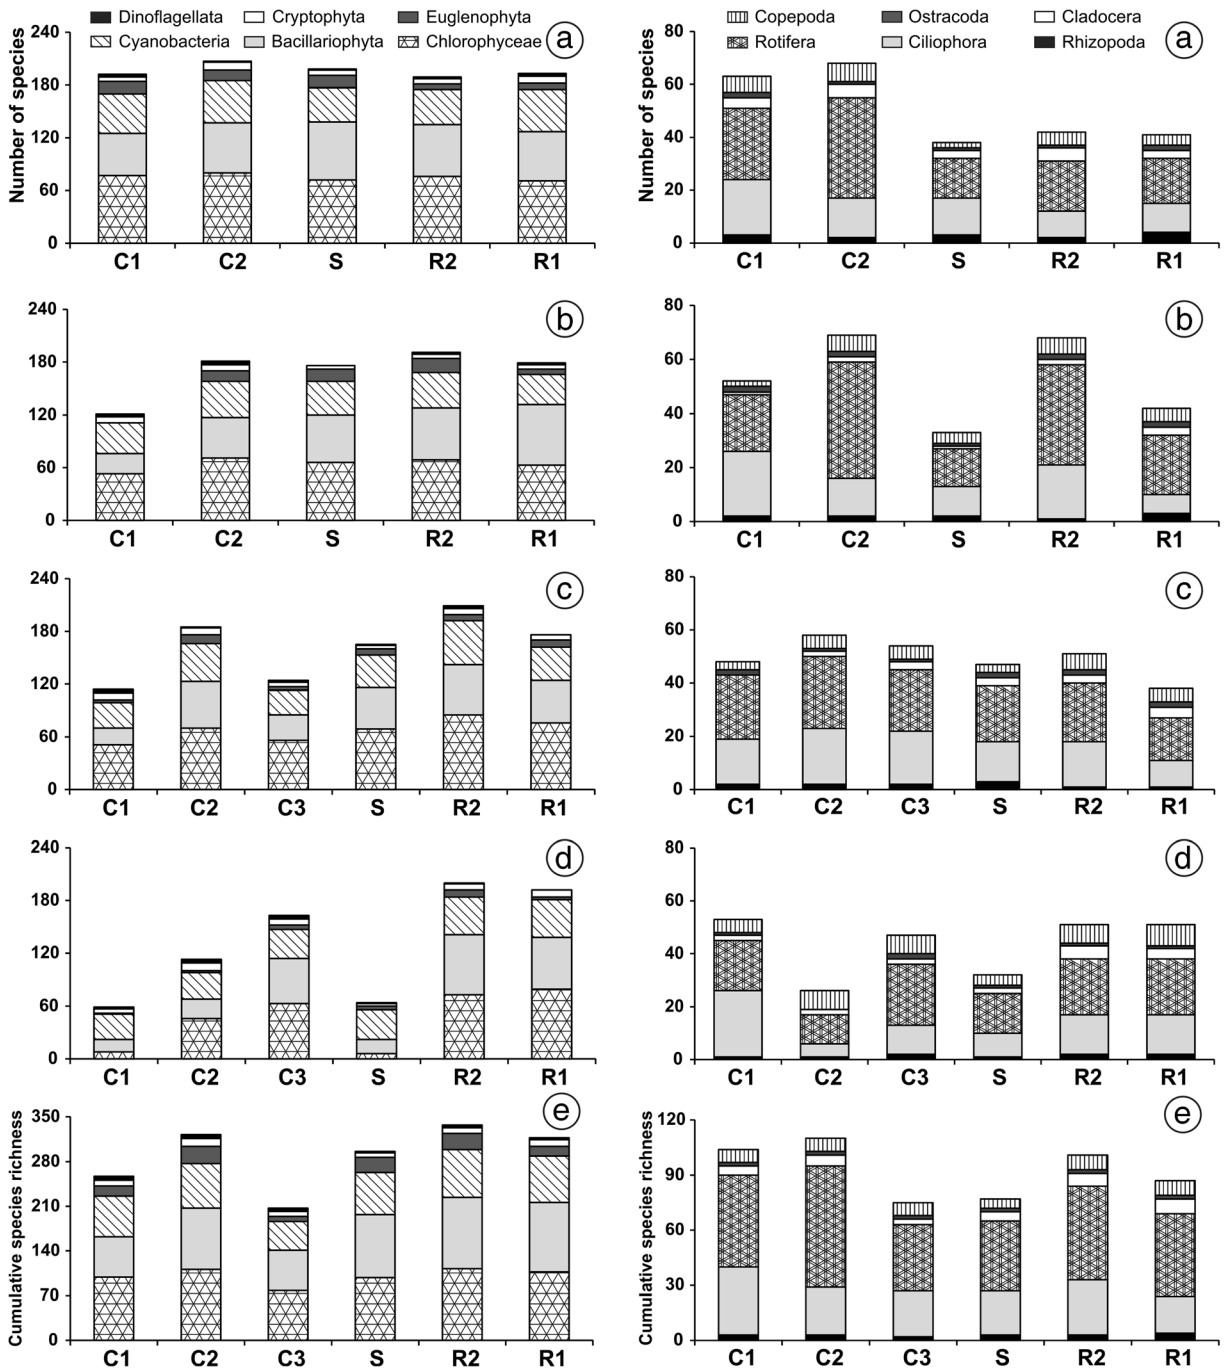 Dinoflagellata Cryptophyta Euglenophyta
Cyanobacteria Bacillariophyta Chlorophyceae
a
Number of species
240
180
120
60
0
C1 C2 S R2 R1
Copepoda Ostracoda Cladocera
Rotifera Ciliophora Rhizopoda
a
Number of species
80
60
40
20
0
C1 C2 S R2 R1
b
240
180
120
60
0
C1 C2 S R2 R1
b
80
60
40
20
0
C1 C2 S R2 R1
c
240
180
120
60
0
C1 C2 C3 S R2 R1
c
80
60
40
20
0
C1 C2 C3 S R2 R1
d
240
180
120
60
0
C1 C2 C3 S R2 R1
d
80
60
40
20
0
C1 C2 C3 S R2 R1
e
Cumulative species richness
350
280
210
140
70
0
C1 C2 C3 S R2 R1
e
Cumulative species richness
120
90
60
30
0
C1 C2 C3 S R2 R1